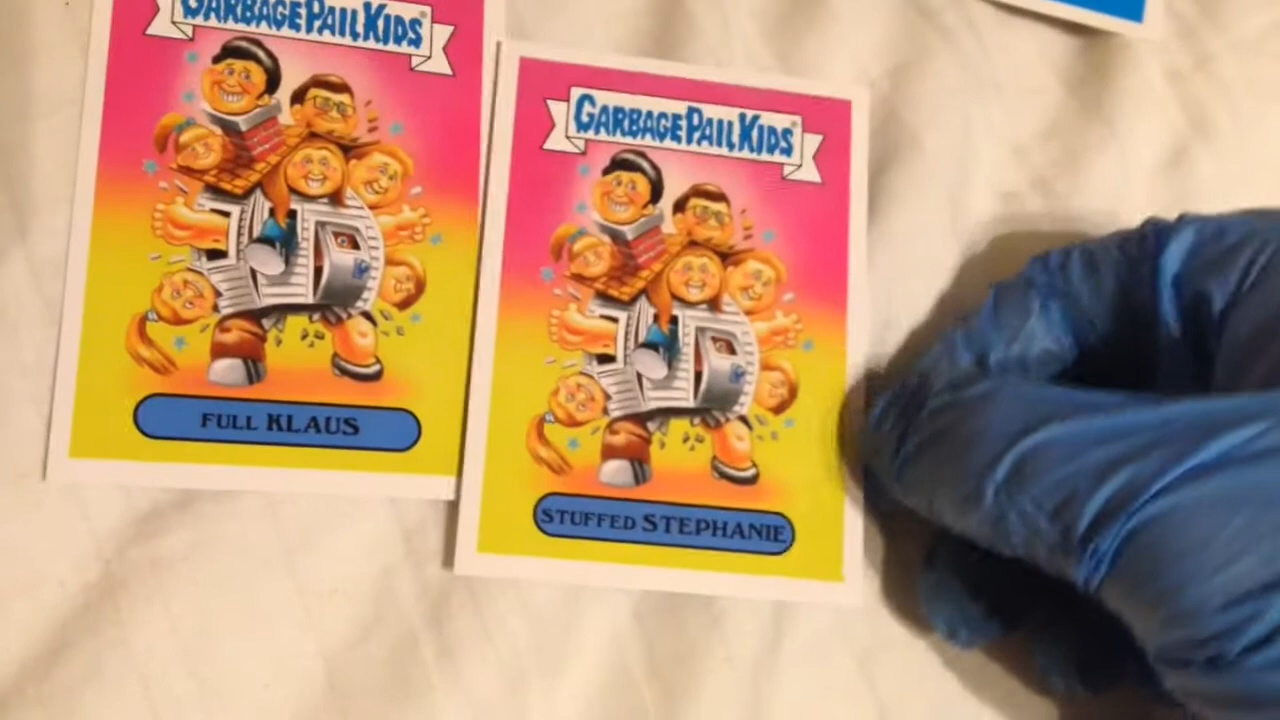 GARBAGE PAIL KIDS
FULL KLAUS
GARBAGE PAIL KIDS®
STUFFED STEPHANIE